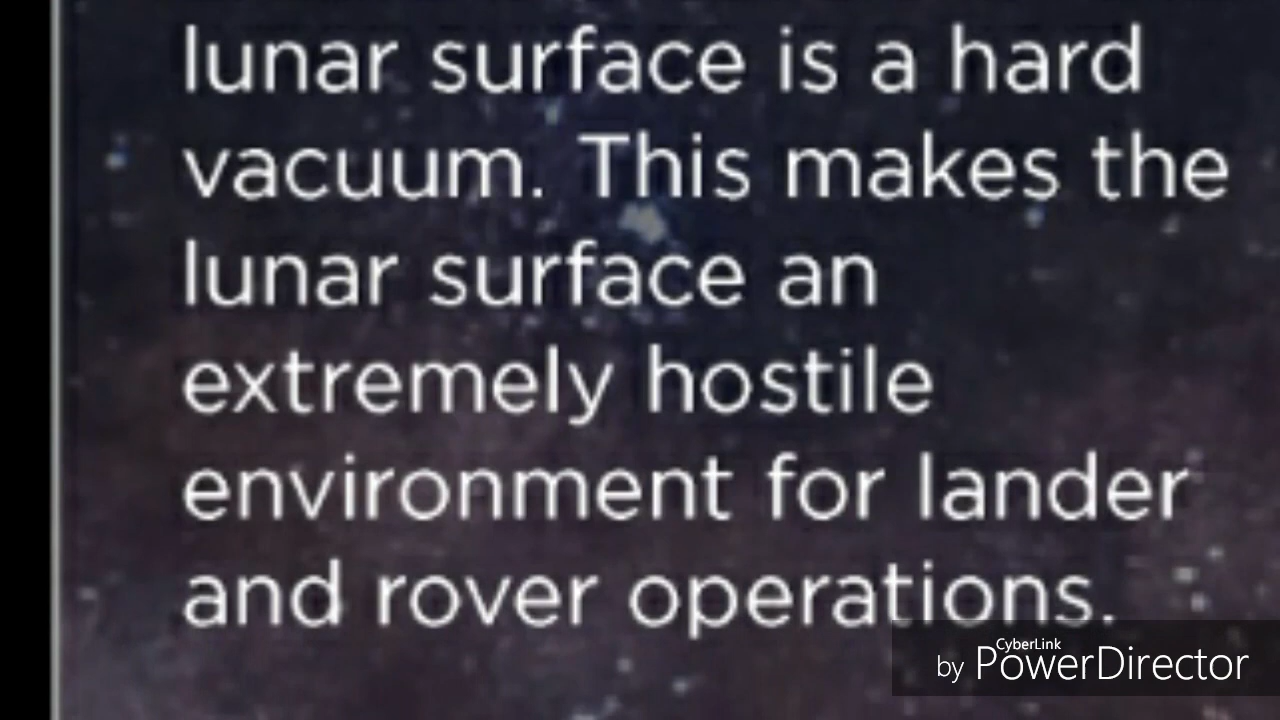 lunar surface is a hard
vacuum. This makes the
lunar surface an
extremely hostile
environment for lander
and rover operations.
CyberLink
by PowerDirector